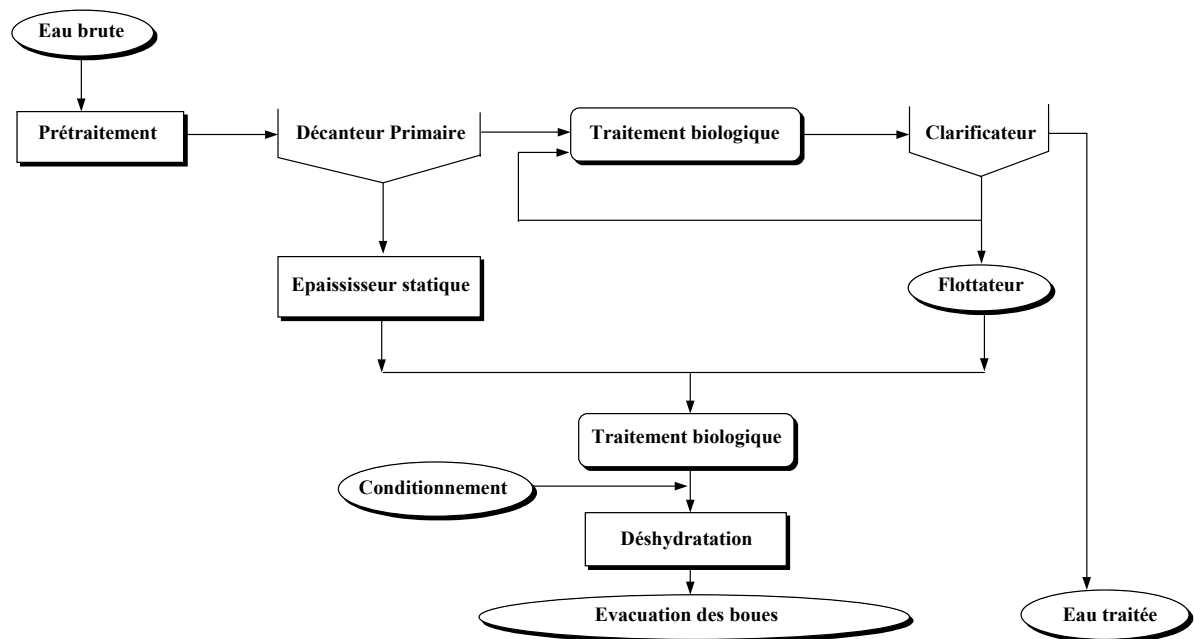 Eau brute
Prétraitement
Décanteur Primaire
Traitement biologique
Clarificateur
Epaississeur statique
Flottateur
Traitement biologique
Conditionnement
Déshydratation
Evacuation des boues
Eau traitée